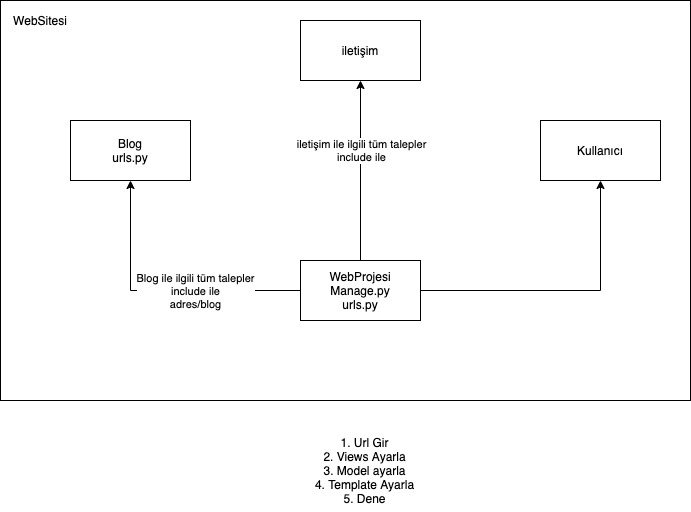 WebSitesi
iletişim
Blog
urls.py
iletişim ile ilgili tüm talepler
include ile
Kullanıcı
Blog ile ilgili tüm talepler
include ile
adres/blog
WebProjesi
Manage.py
urls.py
1. Url Gir
2. Views Ayarla
3. Model ayarla
4. Template Ayarla
5. Dene